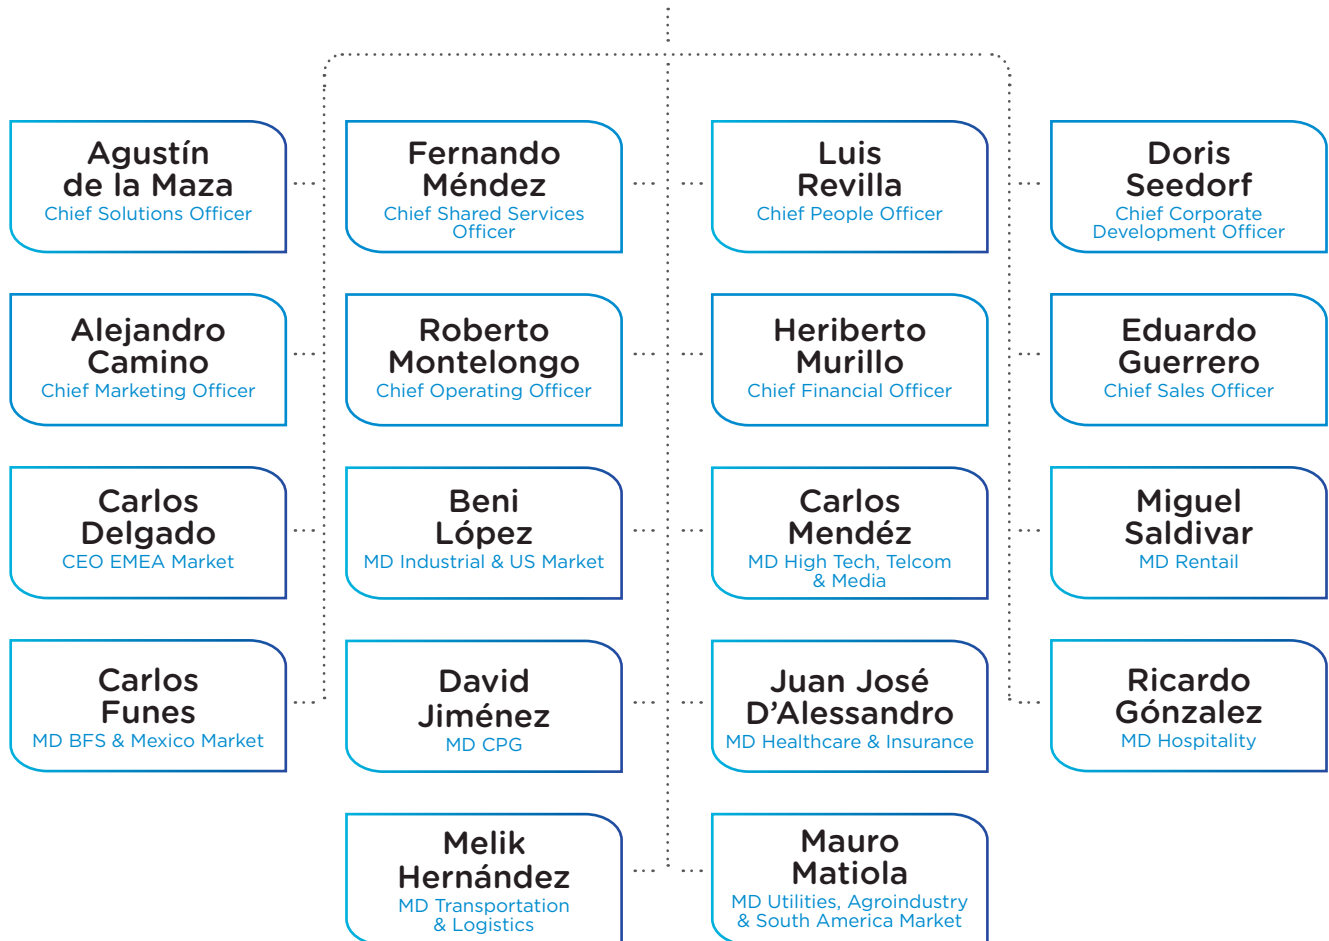 Agustín
de la Maza
Chief Solutions Officer
Fernando
Méndez
Chief Shared Services
Officer
Luis
Revilla
Chief People Officer
Doris
Seedorf
Chief Corporate
Development Officer
Alejandro
Camino
Chief Marketing Officer
Roberto
Montelongo
Chief Operating Officer
Heriberto
Murillo
Chief Financial Officer
Eduardo
Guerrero
Chief Sales Officer
Carlos
Delgado
CEO EMEA Market
Beni
López
MD Industrial & US Market
Carlos
Mendéz
MD High Tech, Telcom
& Media
Miguel
Saldivar
MD Rentail
Carlos
Funes
MD BFS & Mexico Market
David
Jiménez
MD CPG
Juan José
D’Alessandro
MD Healthcare & Insurance
Ricardo
Gónzalez
MD Hospitality
Melik
Hernández
MD Transportation
& Logistics
Mauro
Matiola
MD Utilities, Agroindustry
& South America Market